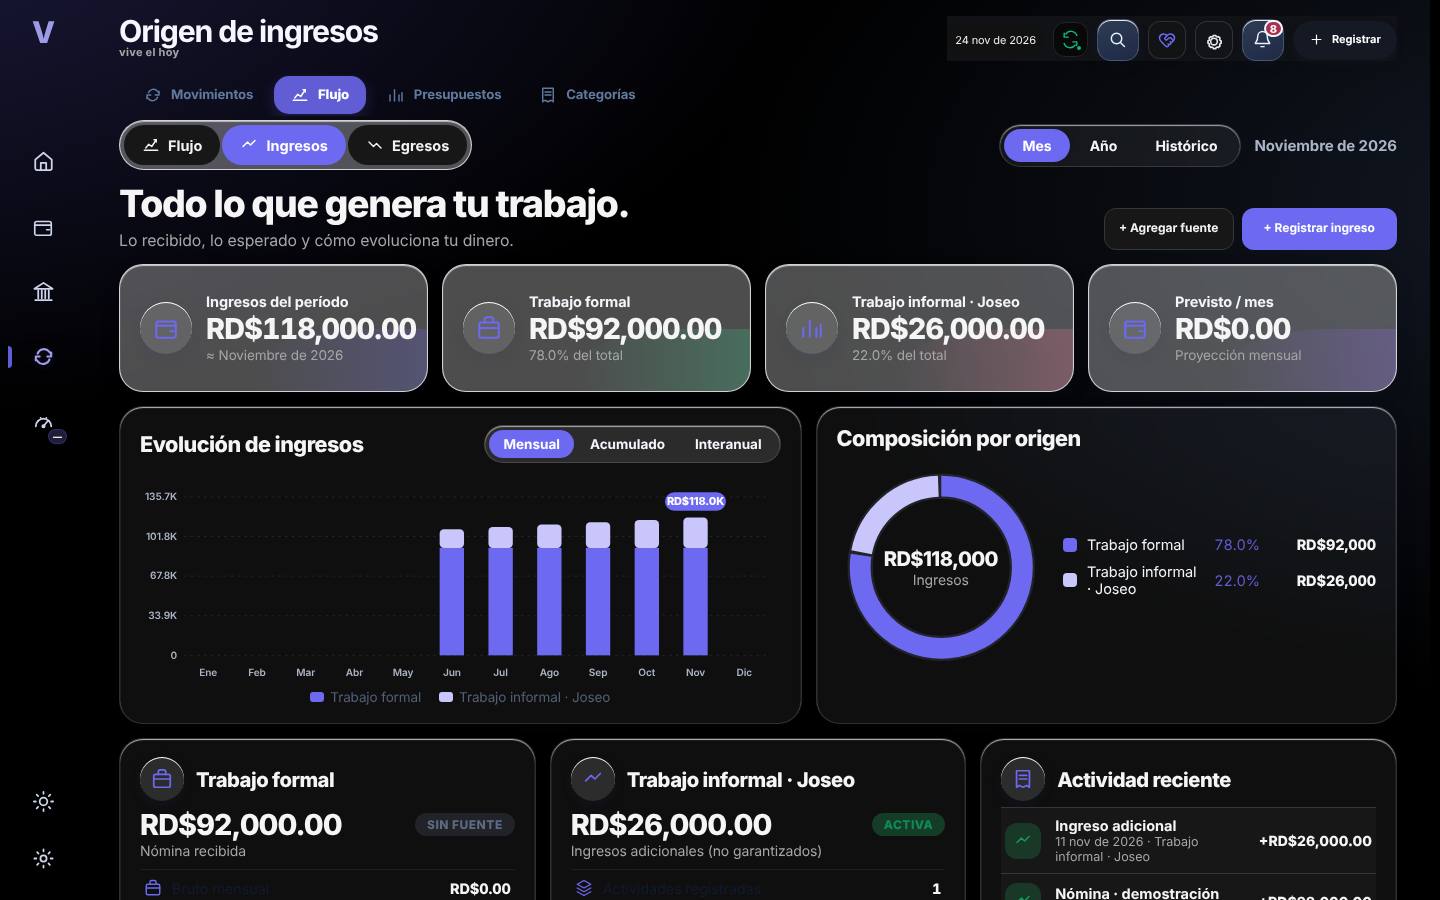 V
Origen de ingresos
vive el hoy
24 nov de 2026
8
+ Registrar
Movimientos
Flujo
Presupuestos
Categorías
Flujo
Ingresos
Egresos
Mes
Año
Histórico
Noviembre de 2026
Todo lo que genera tu trabajo.
Lo recibido, lo esperado y cómo evoluciona tu dinero.
+ Agregar fuente
+ Registrar ingreso
Ingresos del período
RD$118,000.00
≈ Noviembre de 2026
Trabajo formal
RD$92,000.00
78.0% del total
Trabajo informal · Joseo
RD$26,000.00
22.0% del total
Previsto / mes
RD$0.00
Proyección mensual
Evolución de ingresos
Mensual
Acumulado
Interanual
135.7K
101.8K
67.8K
33.9K
0
RD$118.0K
Ene
Feb
Mar
Abr
May
Jun
Jul
Ago
Sep
Oct
Nov
Dic
Trabajo formal
Trabajo informal · Joseo
Composición por origen
RD$118,000
Ingresos
Trabajo formal
78.0%
RD$92,000
Trabajo informal
· Joseo
22.0%
RD$26,000
Trabajo formal
RD$92,000.00
SIN FUENTE
Nómina recibida
Bruto mensual
RD$0.00
Trabajo informal · Joseo
RD$26,000.00
ACTIVA
Ingresos adicionales (no garantizados)
Actividades registradas
1
Actividad reciente
Ingreso adicional
11 nov de 2026 · Trabajo
informal · Joseo
+RD$26,000.00
Nómina · demostración